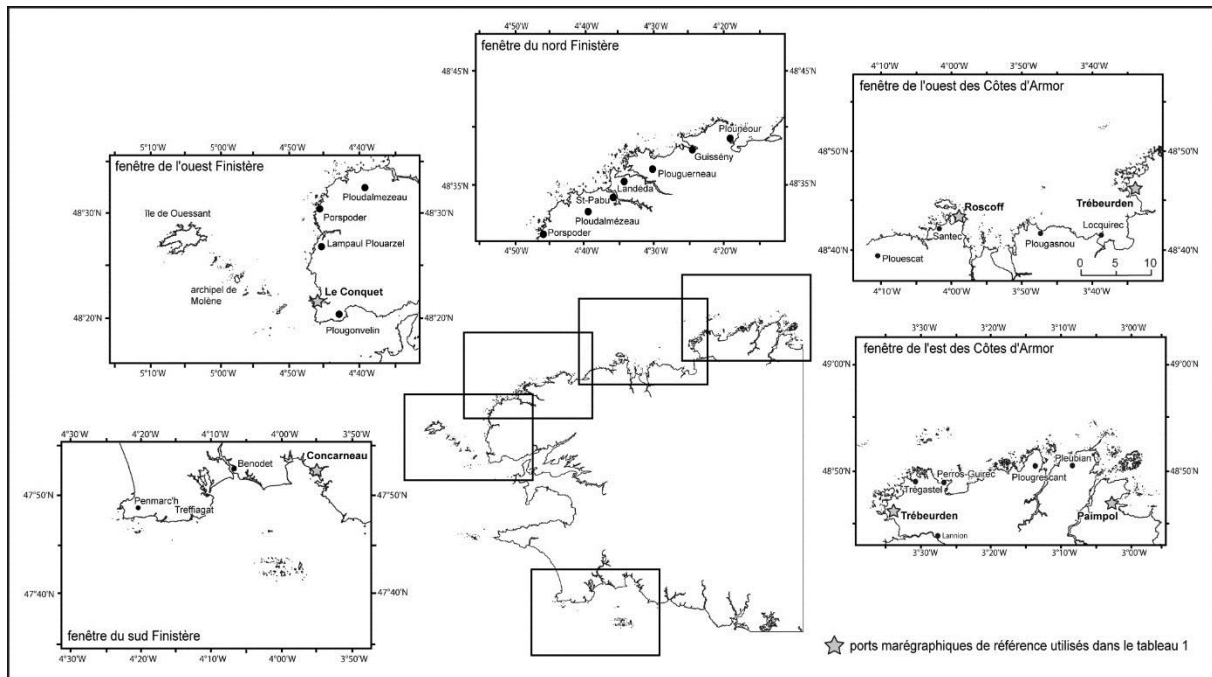 fenêtre du nord Finistère
4°50'W 4°40'W 4°30'W 4°20'W
48°45'N 48°45'N
Plounéour
Guissény
Plouguerneau
48°35'N 48°35'N
Landéda
St-Pabu
Ploudalmézeau
Porspoder
4°50'W 4°40'W 4°30'W 4°20'W
fenêtre de l'ouest Finistère
5°10'W 5°00'W 4°50'W 4°40'W
Ploudalmezeau
48°30'N 48°30'N
île de Ouessant
Porspoder
Lampaul Plouarzel
archipel de
Molène
Le Conquet
48°20'N 48°20'N
Plougonvelin
5°10'W 5°00'W 4°50'W 4°40'W
fenêtre de l'ouest des Côtes d'Armor
4°10'W 4°00'W 3°50'W 3°40'W
48°50'N 48°50'N
Roscoff
Trébeurden
Santec
Plougasnou
Locquirec
Plouescat
48°40'N 48°40'N
0 5 10
4°10'W 4°00'W 3°50'W 3°40'W
fenêtre de l'est des Côtes d'Armor
3°30'W 3°20'W 3°10'W 3°00'W
49°00'N 49°00'N
Pleubian
48°50'N 48°50'N
Perros-Guirec
Trégastel
Plougrescant
Trébeurden
Paimpol
Lannion
3°30'W 3°20'W 3°10'W 3°00'W
4°30'W 4°20'W 4°10'W 4°00'W 3°50'W
Concarneau
Benodet
47°50'N 47°50'N
Penmarc'h
Treffiagat
47°40'N 47°40'N
fenêtre du sud Finistère
4°30'W 4°20'W 4°10'W 4°00'W 3°50'W
ports marégraphiques de référence utilisés dans le tableau 1